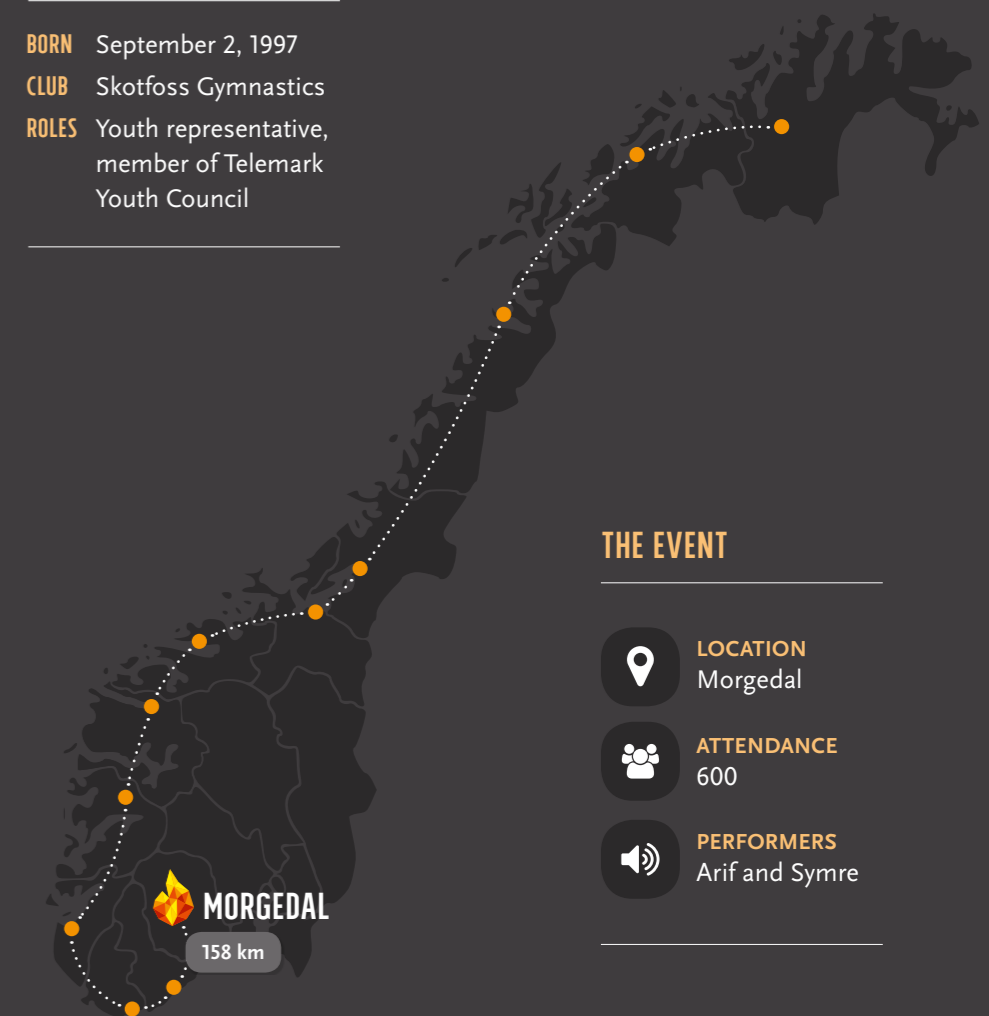 BORN September 2, 1997
CLUB Skotfoss Gymnastics
ROLES Youth representative,
member of Telemark
Youth Council
THE EVENT
LOCATION
Morgedal
ATTENDANCE
600
PERFORMERS
Arif and Symre
MORGEDAL
158 km